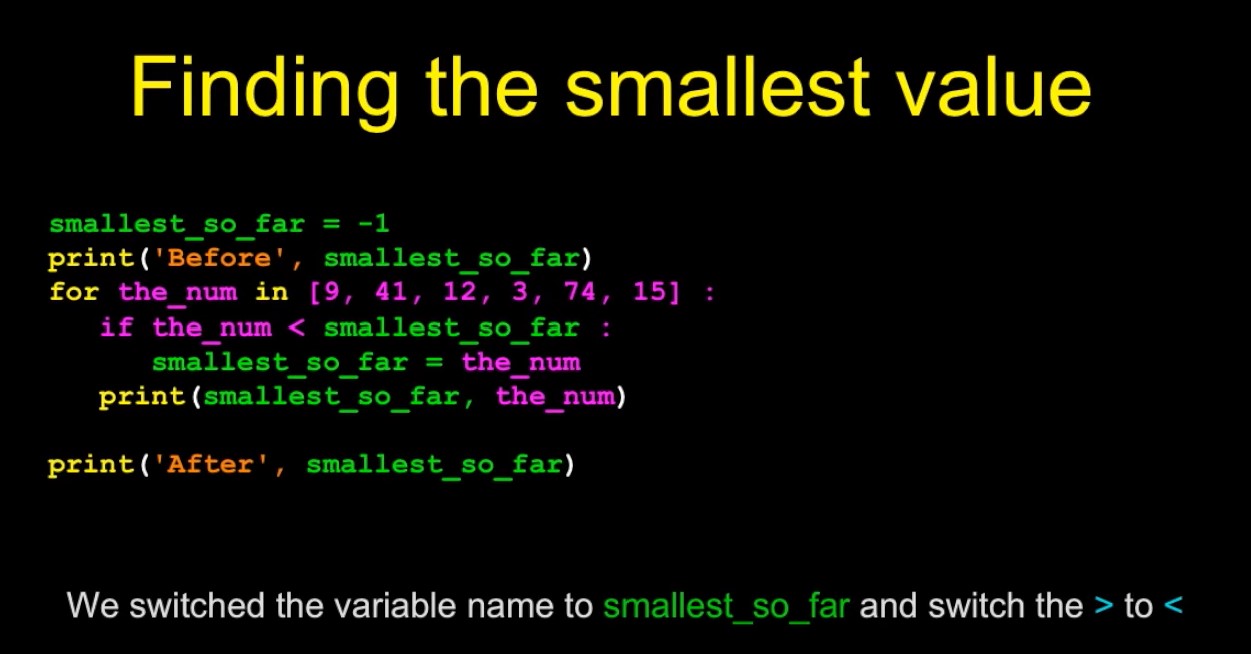 Finding the smallest value
smallest_so_far = -1
print('Before', smallest_so_far)
for the_num in [9, 41, 12, 3, 74, 15] :
   if the_num < smallest_so_far :
      smallest_so_far = the_num
   print(smallest_so_far, the_num)
print('After', smallest_so_far)
We switched the variable name to smallest_so_far and switch the > to <